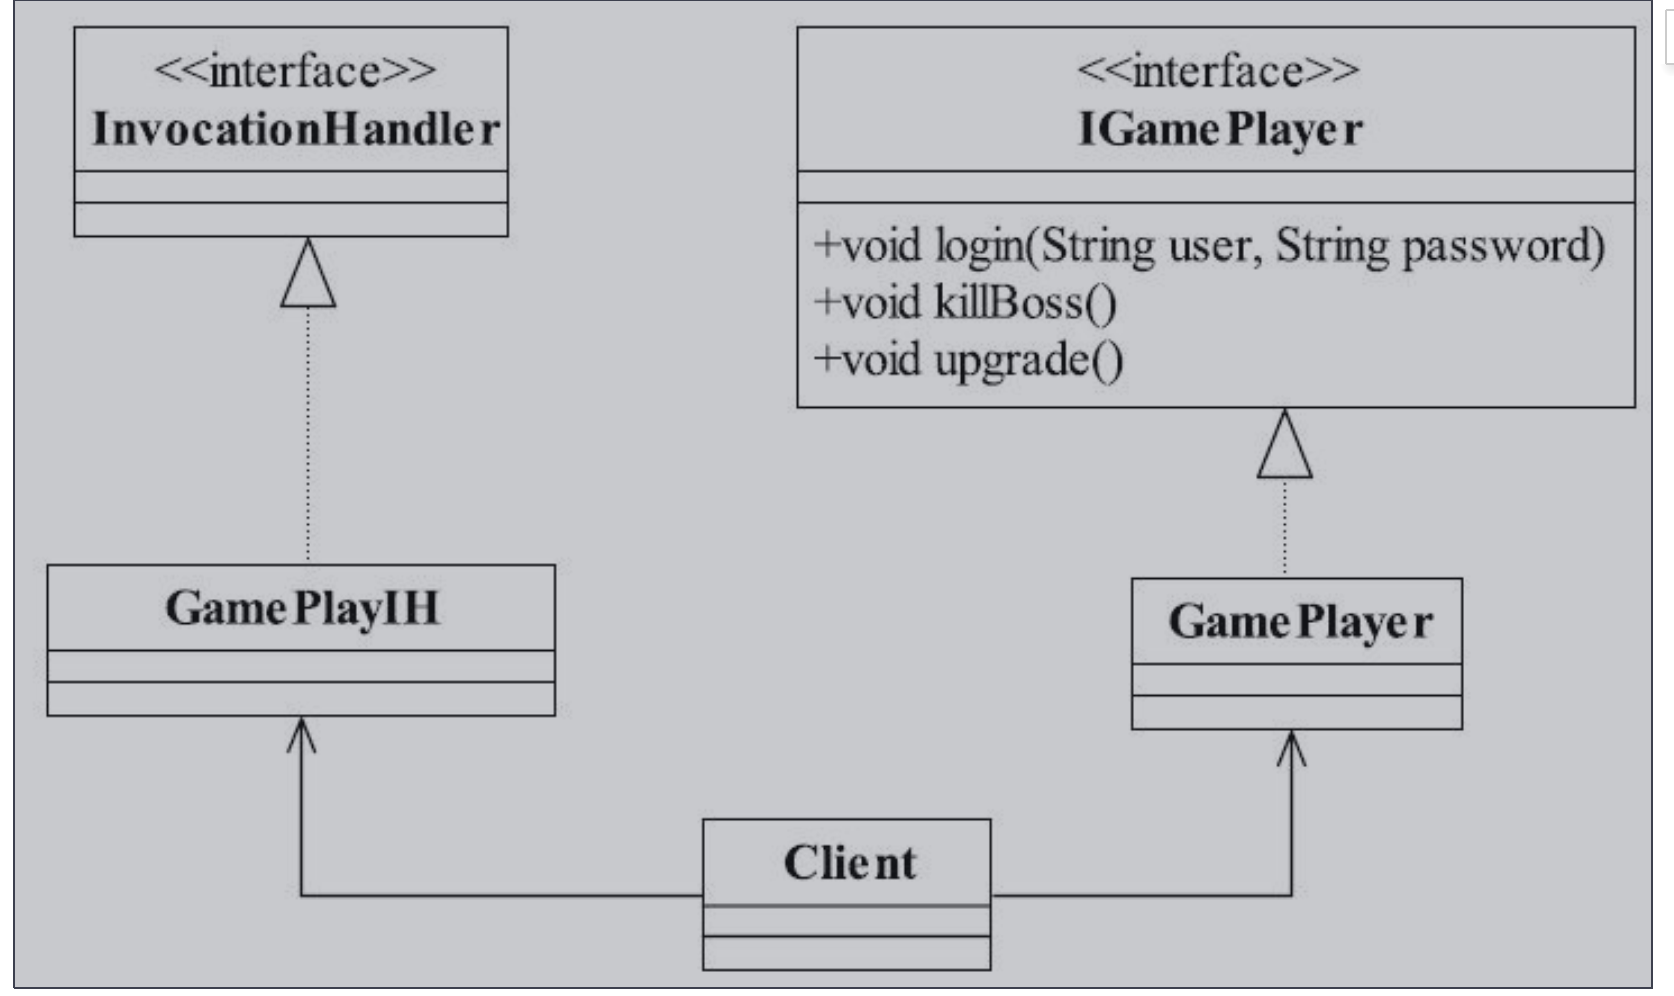 <<interface>>
InvocationHandler
<<interface>>
IGamePlayer
+void login(String user, String password)
+void killBoss()
+void upgrade()
GamePlayIH
GamePlayer
Client